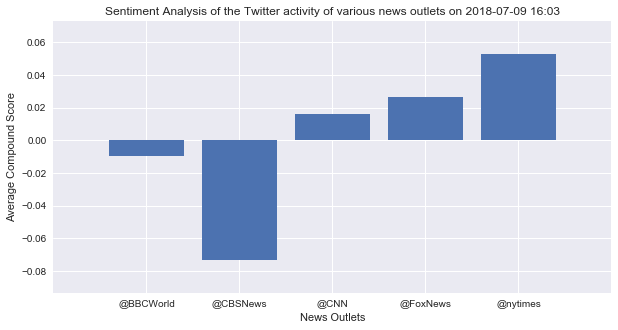 Sentiment Analysis of the Twitter activity of various news outlets on 2018-07-09 16:03
0.06
0.04
0.02
0.00
−0.02
−0.04
−0.06
−0.08
Average Compound Score
@BBCWorld @CBSNews @CNN @FoxNews @nytimes
News Outlets